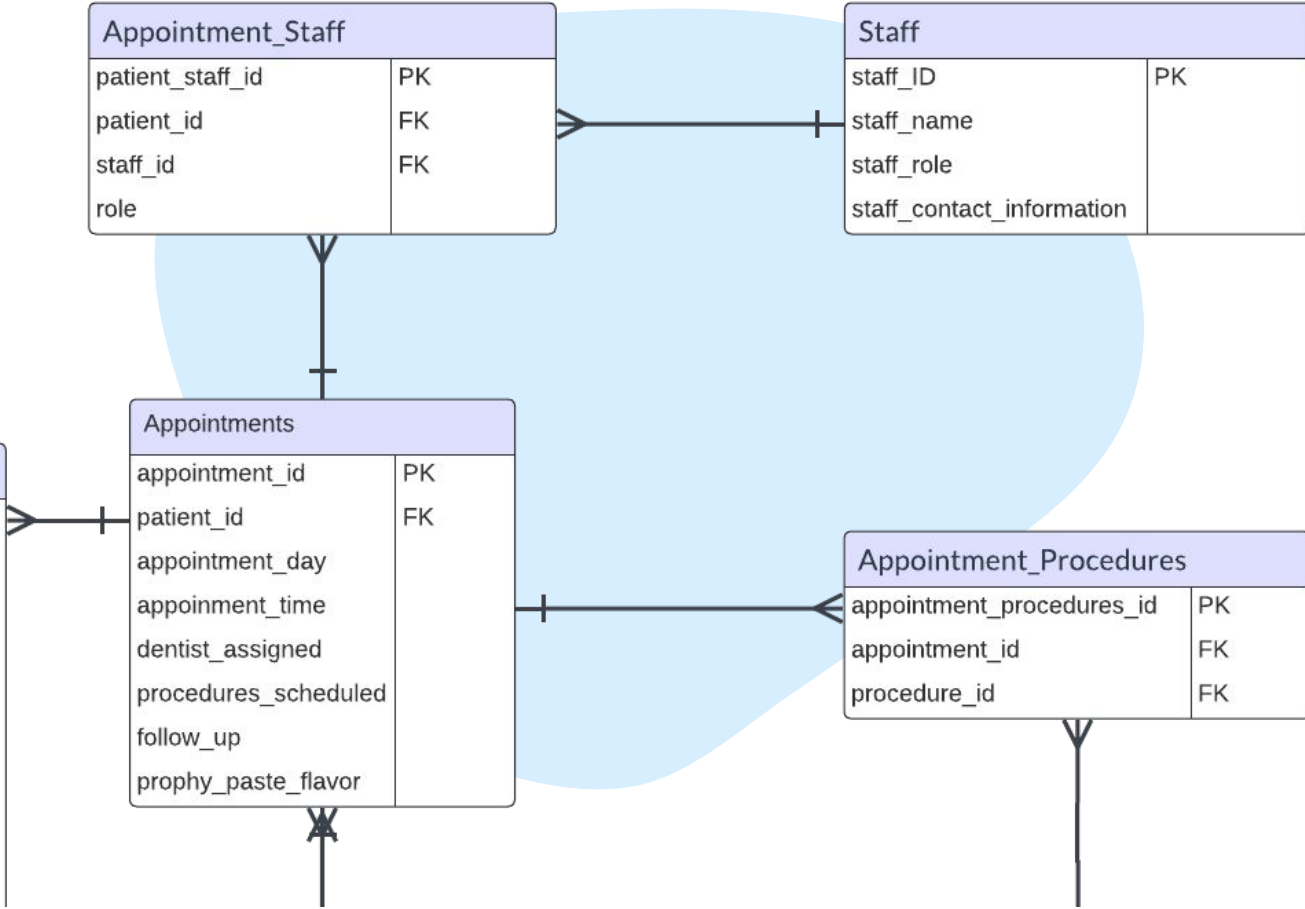 Appointment_Staff
patient_staff_id PK
patient_id FK
staff_id FK
role
Staff
staff_ID PK
staff_name
staff_role
staff_contact_information
Appointments
appointment_id PK
patient_id FK
appointment_day
appoinment_time
dentist_assigned
procedures_scheduled
follow_up
prophy_paste_flavor
Appointment_Procedures
appointment_procedures_id PK
appointment_id FK
procedure_id FK